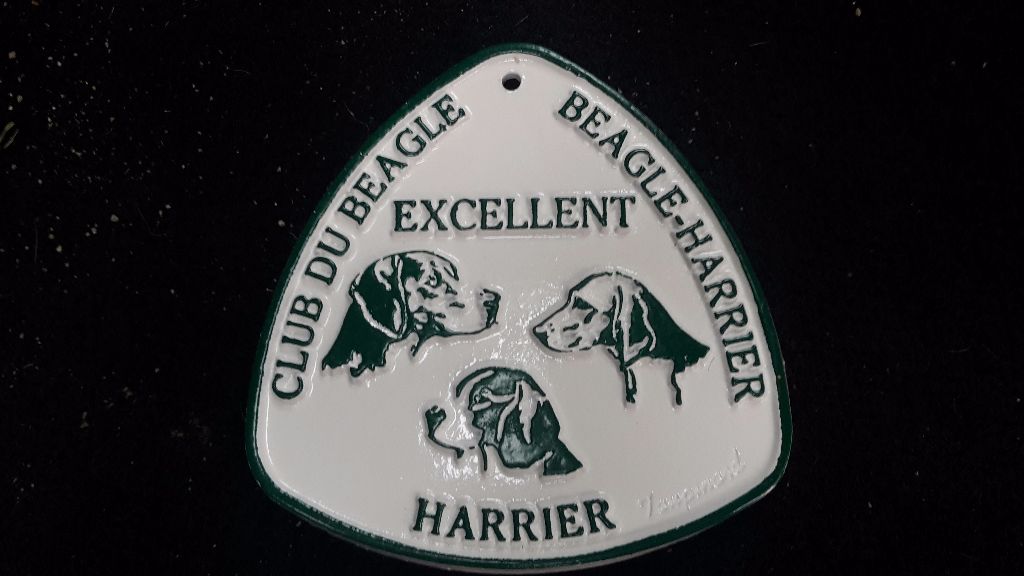 CLUB DU BEAGLE
BEAGLE-HARRIER
EXCELLENT
HARRIER